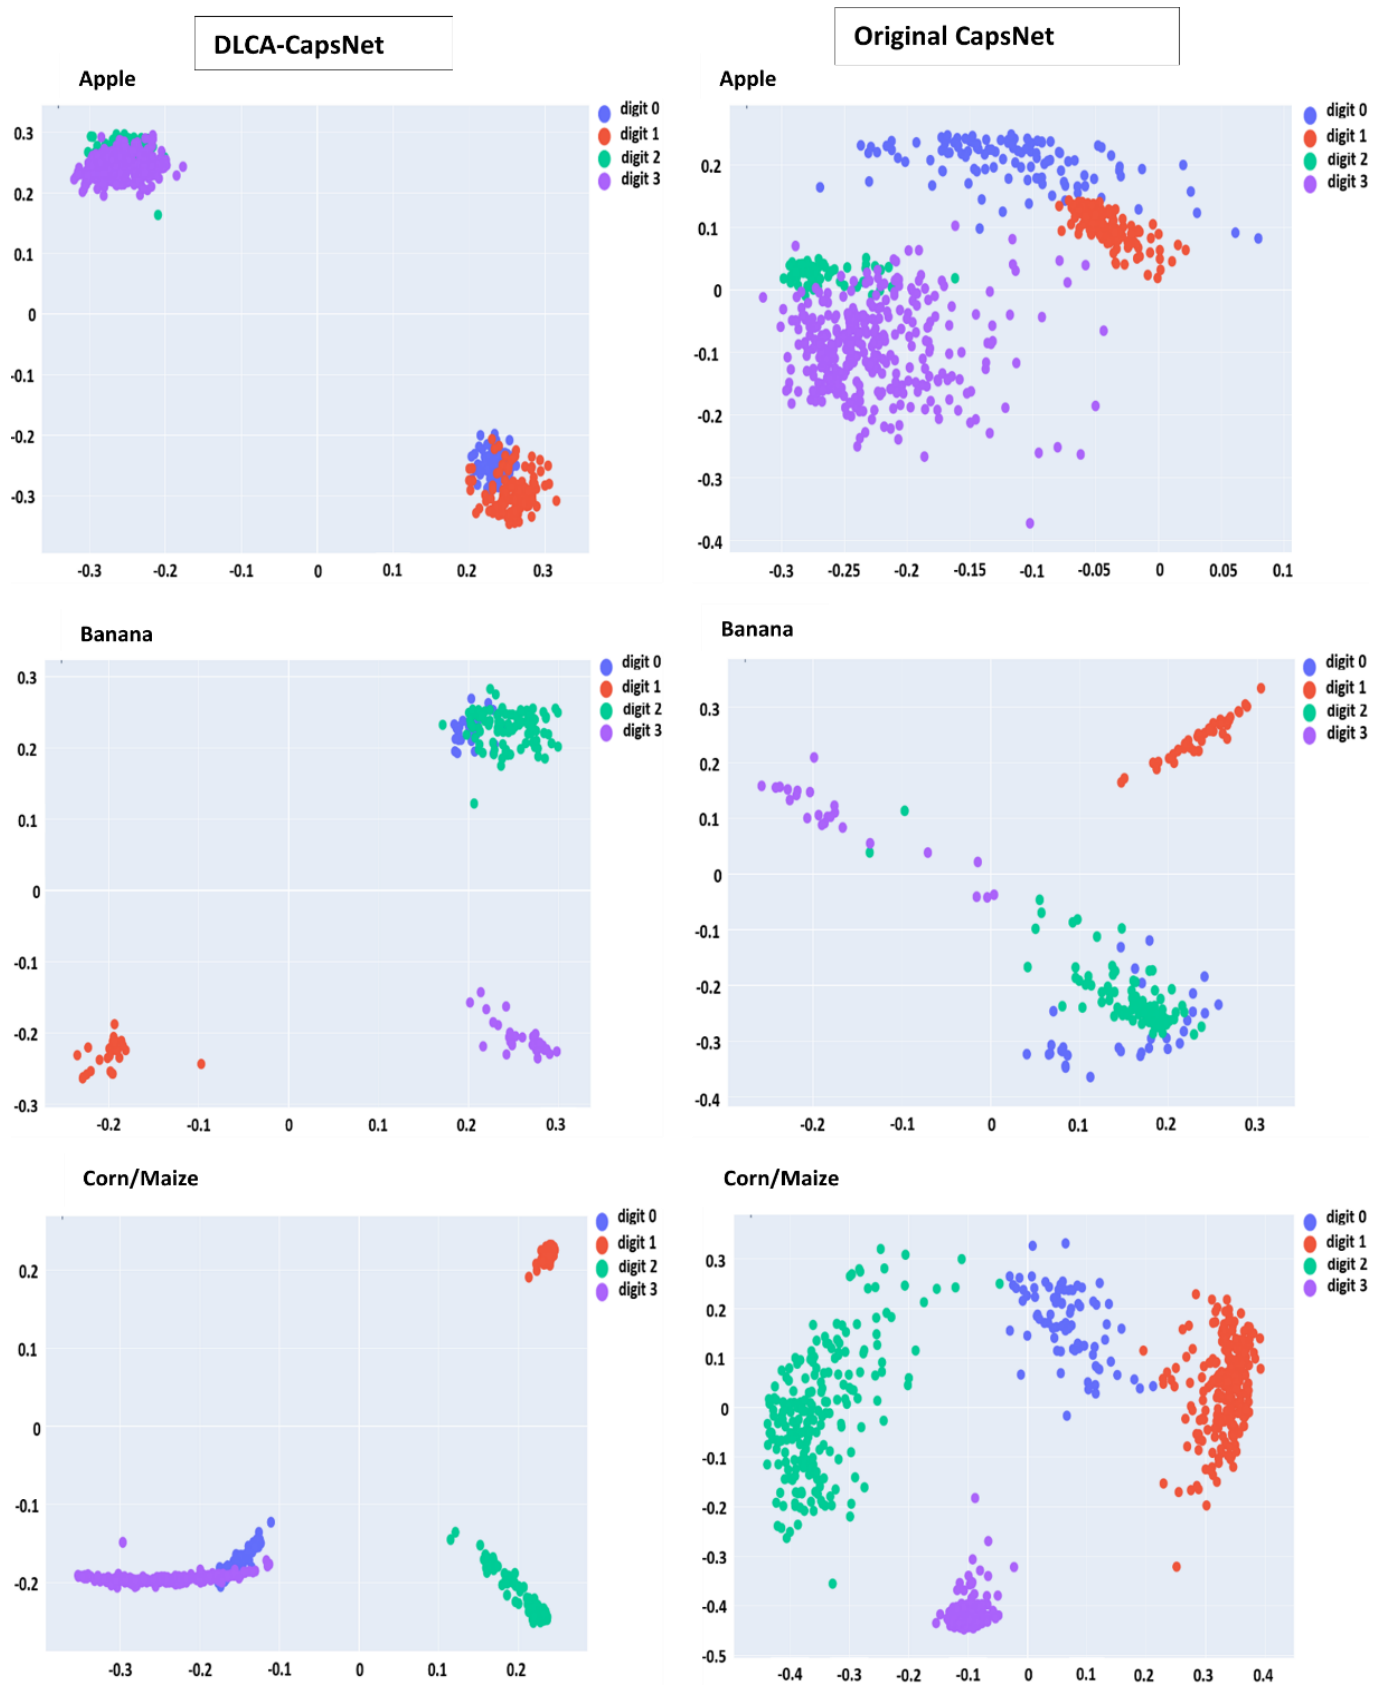 DLCA-CapsNet
Original CapsNet
Apple
digit 0
digit 1
digit 2
digit 3
0.3
0.2
0.1
0
-0.1
-0.2
-0.3
-0.3 -0.2 -0.1 0 0.1 0.2 0.3
Apple
digit 0
digit 1
digit 2
digit 3
0.2
0.1
0
-0.1
-0.2
-0.3
-0.4
-0.3 -0.25 -0.2 -0.15 -0.1 -0.05 0 0.05 0.1
Banana
digit 0
digit 1
digit 2
digit 3
0.3
0.2
0.1
0
-0.1
-0.2
-0.3
-0.2 -0.1 0 0.1 0.2 0.3
Banana
digit 0
digit 1
digit 2
digit 3
0.3
0.2
0.1
0
-0.1
-0.2
-0.3
-0.4
-0.2 -0.1 0 0.1 0.2 0.3
Corn/Maize
digit 0
digit 1
digit 2
digit 3
0.2
0.1
0
-0.1
-0.2
-0.3 -0.2 -0.1 0 0.1 0.2
Corn/Maize
digit 0
digit 1
digit 2
digit 3
0.3
0.2
0.1
0
-0.1
-0.2
-0.3
-0.4
-0.5
-0.4 -0.3 -0.2 -0.1 0 0.1 0.2 0.3 0.4